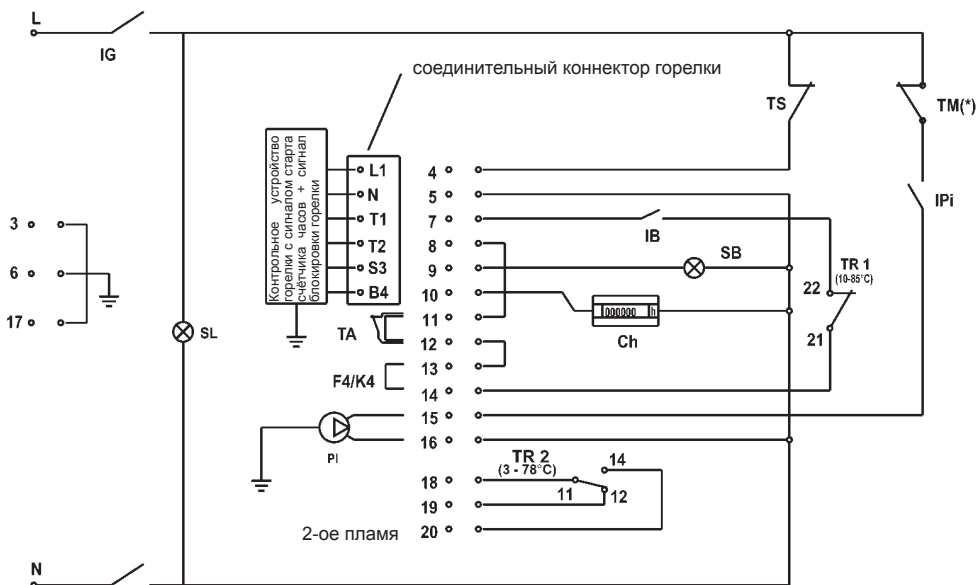 L
IG
соединительный коннектор горелки
TS
TM(*)
Контрольное устройство
горелки с сигналом старта
счётчика часов + сигнал
блокировки горелки
L1
N
T1
T2
S3
B4
4
5
7
8
9
10
11
12
13
14
15
16
18
19
20
3
6
17
IB
IPi
SB
TR 1
(10-85°C)
22
21
SL
TA
000000
h
Ch
F4/K4
PI
TR 2
(3 - 78°C)
14
11
12
2-ое пламя
N